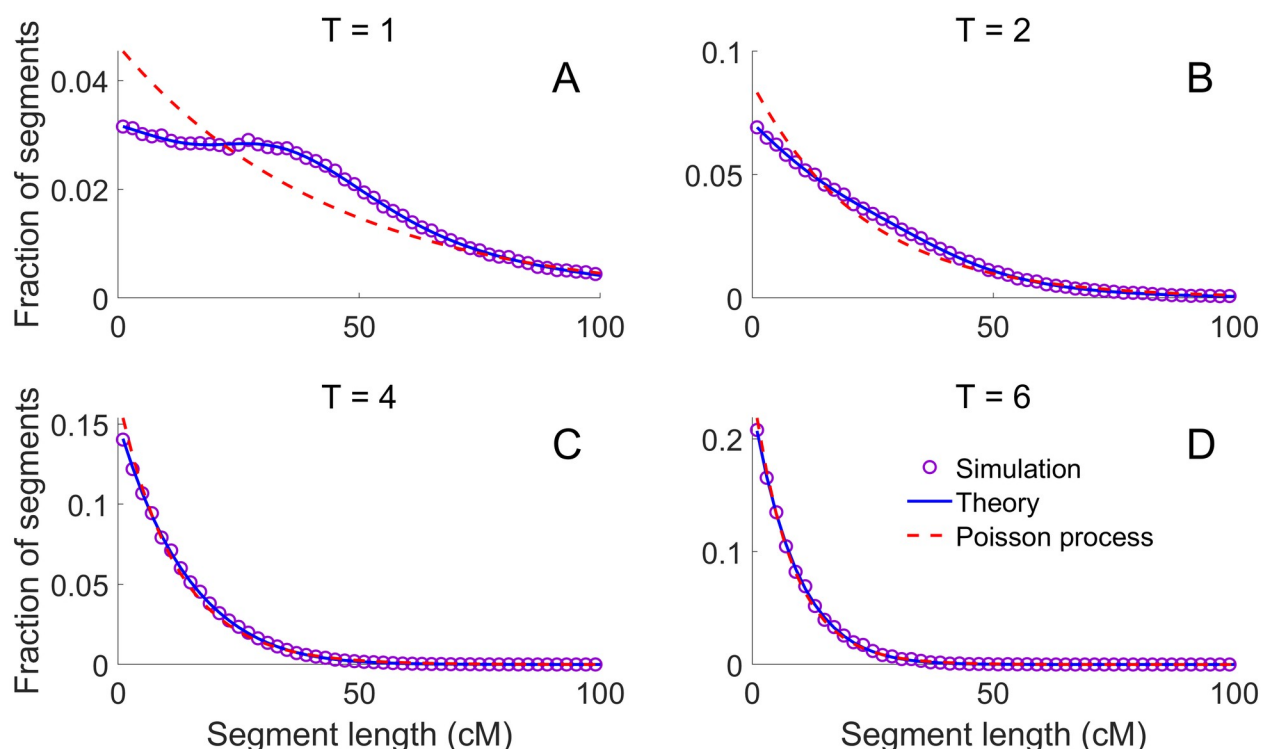 T = 1
A
Fraction of segments
0.04
0.02
0
0
50
100
T = 2
B
0.1
0.05
0
0
50
100
T = 4
C
Fraction of segments
0.15
0.1
0.05
0
0
50
100
Segment length (cM)
T = 6
D
0.2
0.1
0
Simulation
Theory
Poisson process
0
50
100
Segment length (cM)